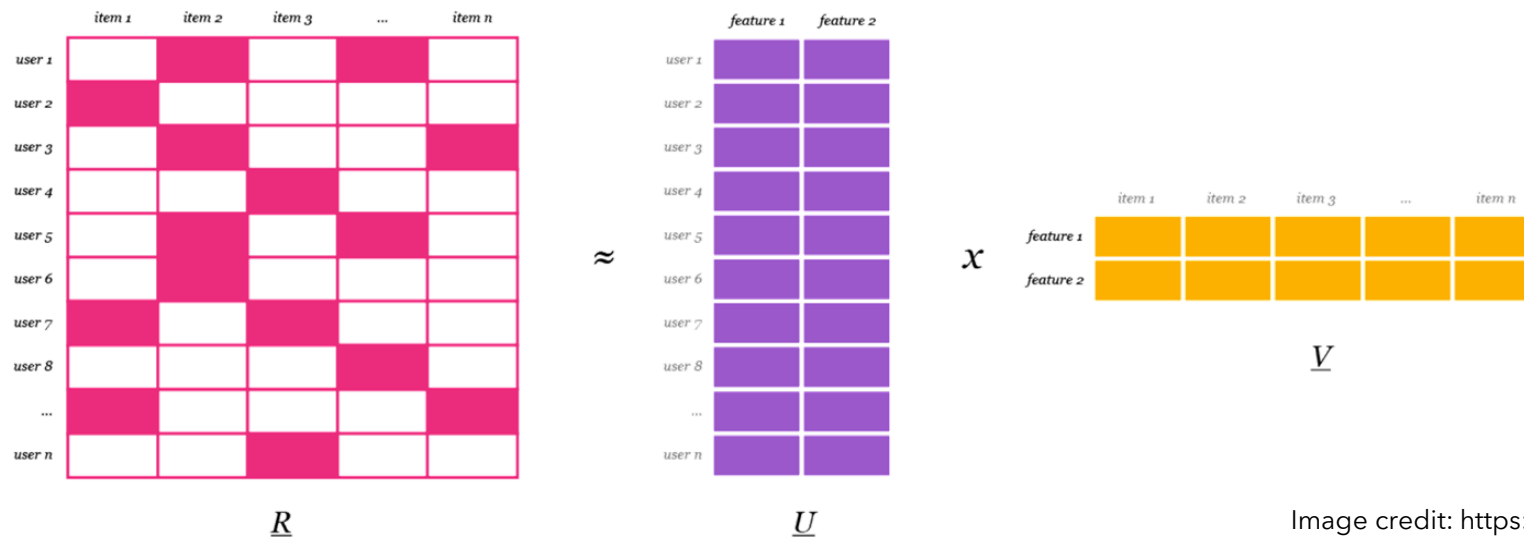 item 1 item 2 item 3 ... item n
user 1
user 2
user 3
user 4
user 5
user 6
user 7
user 8
...
user n
R
≈
feature 1 feature 2
user 1
user 2
user 3
user 4
user 5
user 6
user 7
user 8
...
user n
U
x
item 1 item 2 item 3 ... item n
feature 1
feature 2
V
Image credit: https: